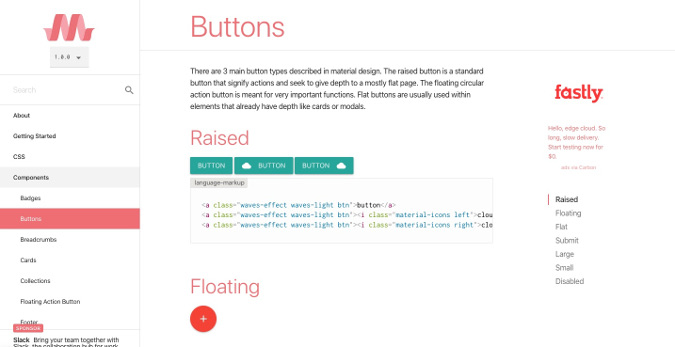 1.0.0
Search
About
Getting Started
CSS
Components
Badges
Buttons
Breadcrumbs
Cards
Collections
Floating Action Button
Footer
SPONSOR
Slack Bring your team together with
Slack, the collaboration hub for work.
Buttons
There are 3 main button types described in material design. The raised button is a standard
button that signify actions and seek to give depth to a mostly flat page. The floating circular
action button is meant for very important functions. Flat buttons are usually used within
elements that already have depth like cards or modals.
Raised
BUTTON
BUTTON
BUTTON
language-markup
<a class="waves-effect waves-light btn">button</a>
<a class="waves-effect waves-light btn"><i class="material-icons left">clou
<a class="waves-effect waves-light btn"><i class="material-icons right">clo
Floating
+
fastly
Hello, edge cloud. So
long, slow delivery.
Start testing now for
$0.
ads via Carbon
Raised
Floating
Flat
Submit
Large
Small
Disabled